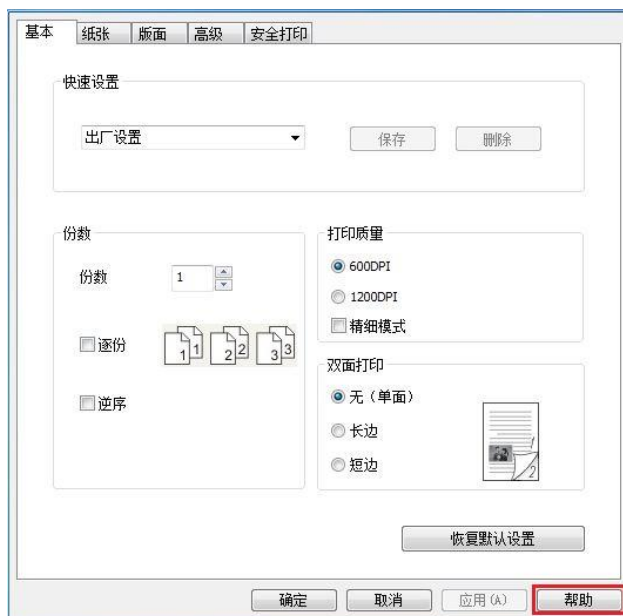 基本 纸张 版面 高级 安全打印
快速设置
出厂设置 保存 删除
份数
份数 1
逐份 1 1 2 2 3 3
逆序
打印质量
600DPI
1200DPI
精细模式
双面打印
无（单面）
长边
短边
1
2
恢复默认设置
确定 取消 应用(A) 帮助